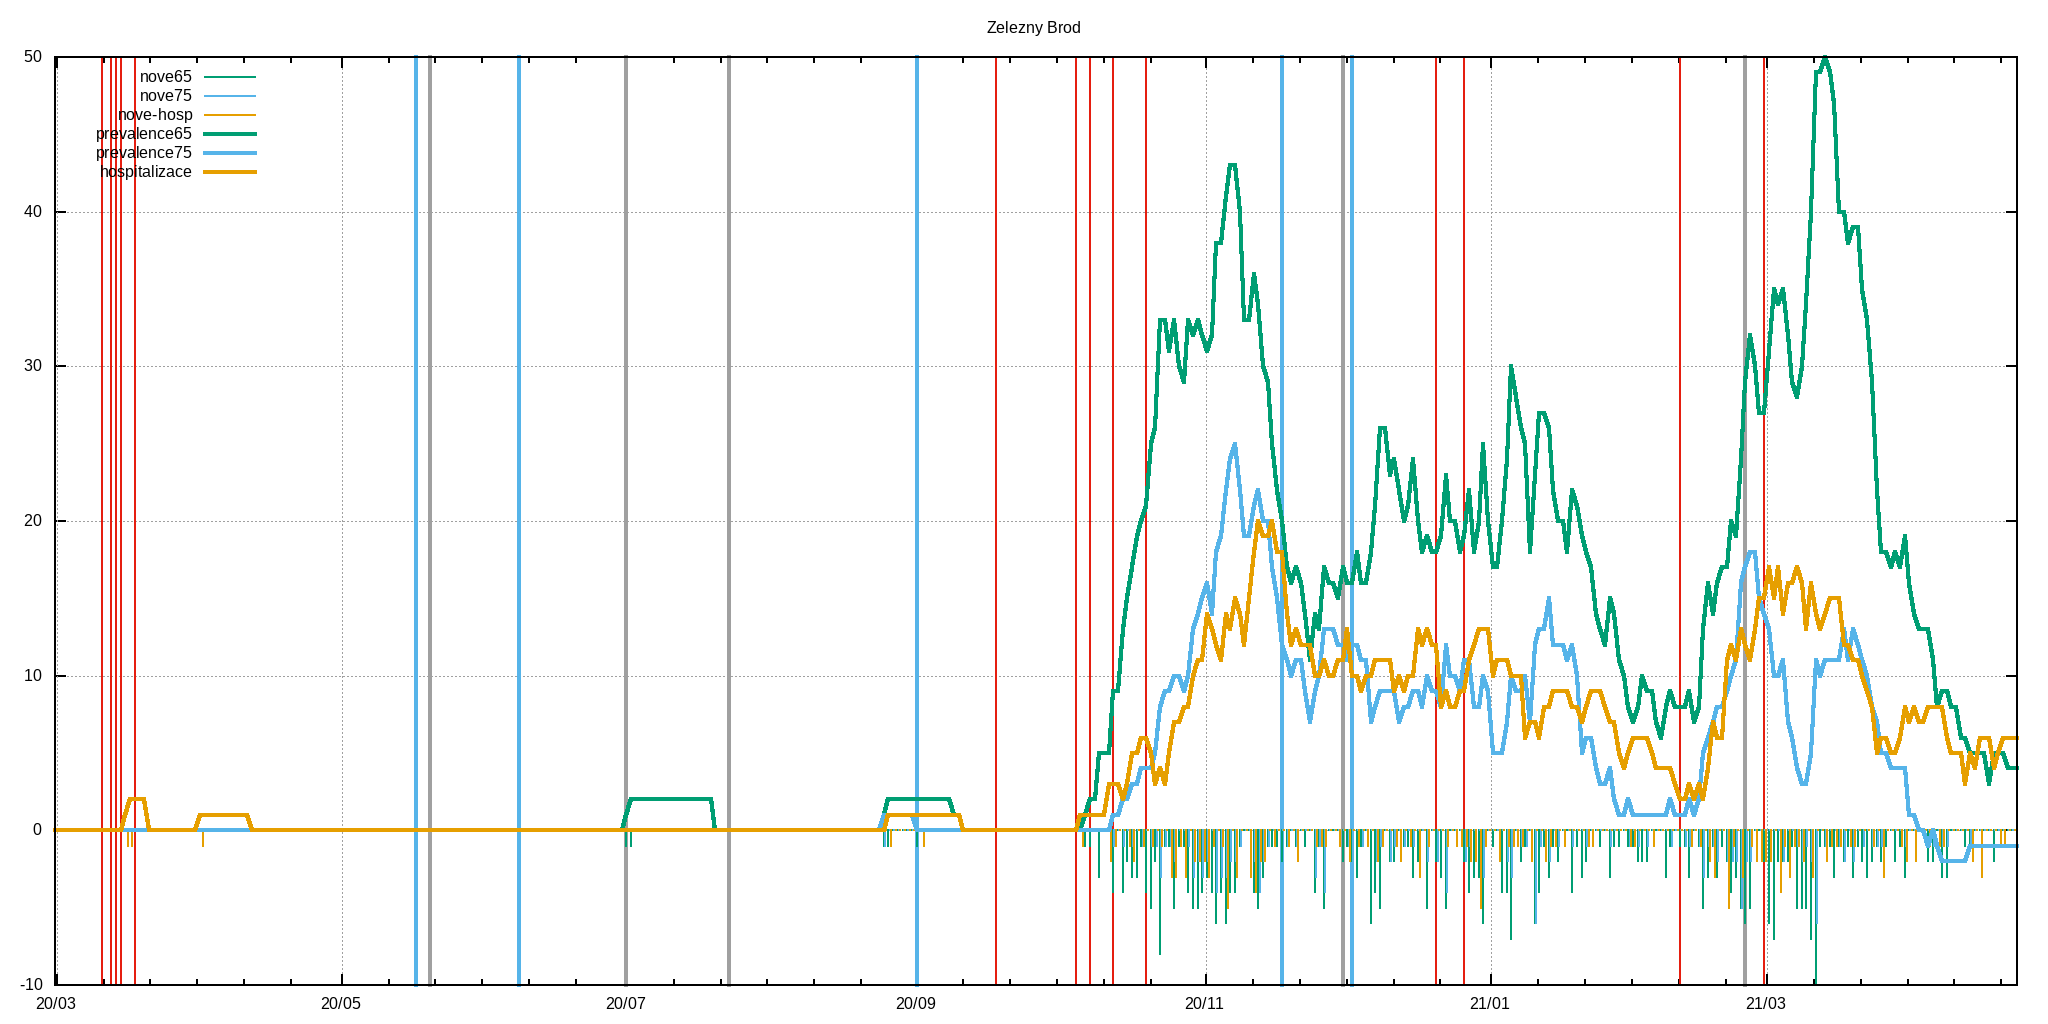 Zelezny Brod
50
40
30
20
10
0
-10
nove65
nove75
nove-hosp
prevalence65
prevalence75
hospitalizace
20/03 20/05 20/07 20/09 20/11 21/01 21/03